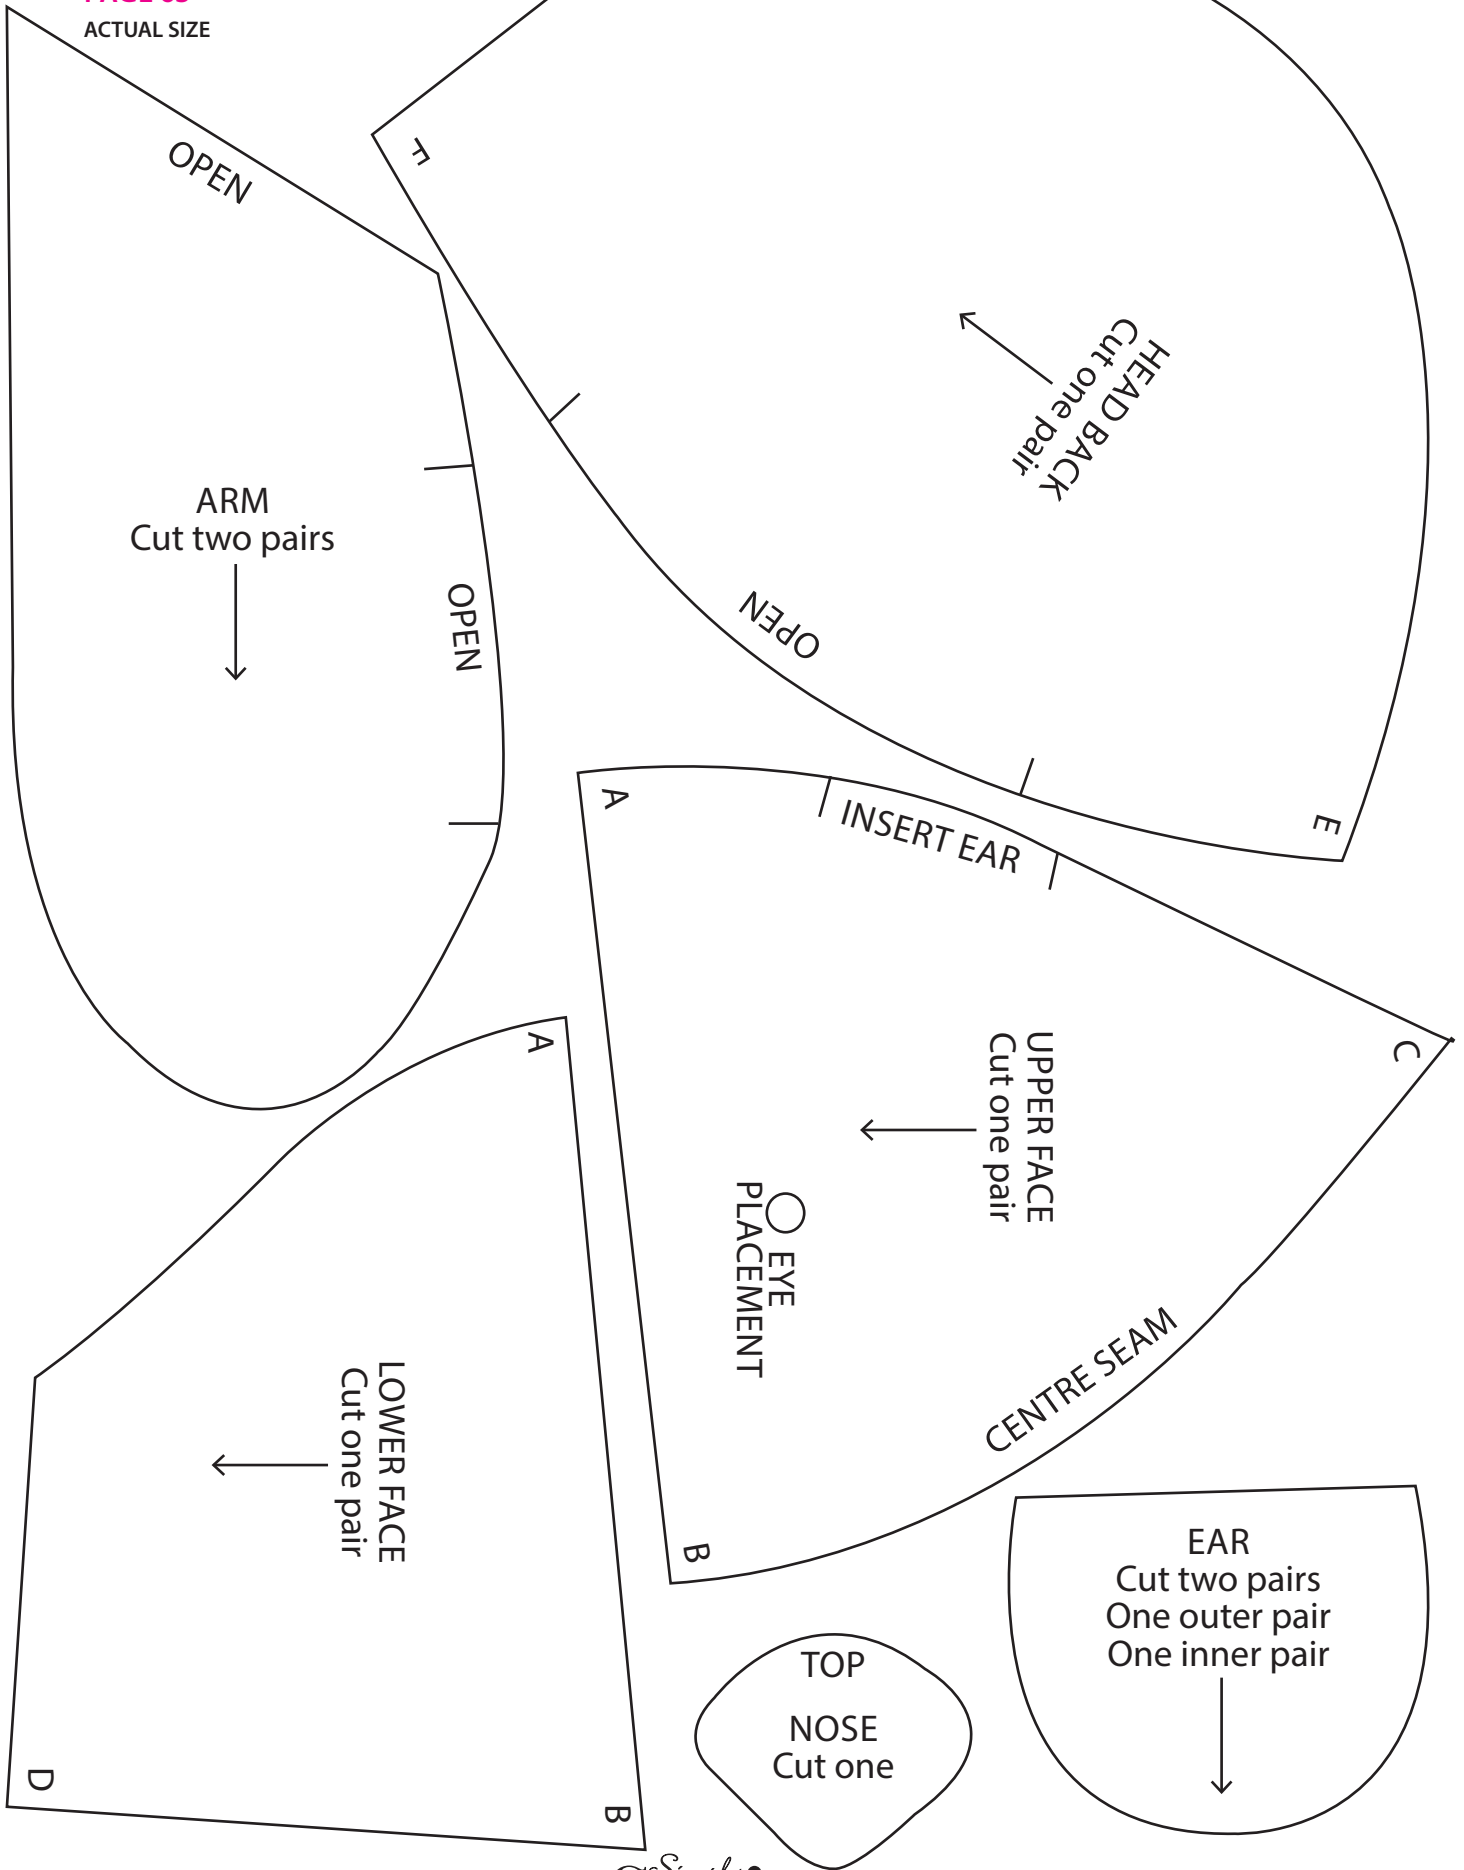 ACTUAL SIZE
OPEN
F
HEAD BACK
Cut one pair
ARM
Cut two pairs
OPEN
OPEN
E
A
INSERT EAR
C
UPPER FACE
Cut one pair
EYE
PLACEMENT
CENTRE SEAM
B
A
LOWER FACE
Cut one pair
D
B
EAR
Cut two pairs
One outer pair
One inner pair
TOP
NOSE
Cut one